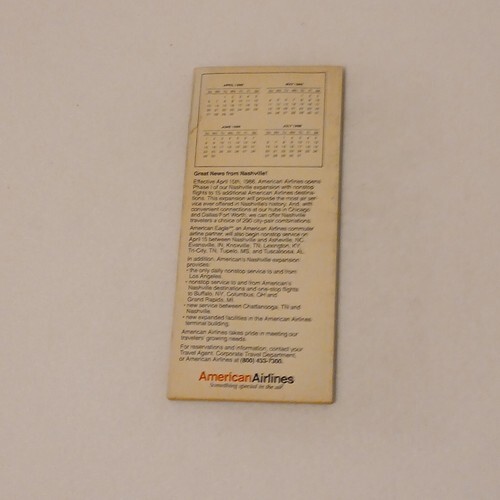 APRIL 1986 MAY 1986
JUNE 1986 JULY 1986
Great News from Nashville!
Effective April 15th, 1986, American Airlines opens
Phase I of our Nashville expansion with nonstop
flights to 15 additional American Airlines destina-
tions. This expansion will provide the most air ser-
vice ever offered in Nashville's history. And, with
convenient connections at our hubs in Chicago
and Dallas/Fort Worth, we can offer Nashville
travelers a choice of 290 city-pair combinations.
American Eagle℠, an American Airlines commuter
airline partner, will also begin nonstop service on
April 15 between Nashville and Asheville, NC,
Evansville, IN, Knoxville, TN, Lexington, KY,
Tri-City, TN, Tupelo, MS, and Tuscaloosa, AL.
In addition, American's Nashville expansion
provides:
• the only daily nonstop service to and from
Los Angeles.
• nonstop service to and from American's
Nashville destinations and one-stop flights
to Buffalo, NY, Columbus, OH and
Grand Rapids, MI.
• new service between Chattanooga, TN and
Nashville.
• new expanded facilities in the American Airlines
terminal building.
American Airlines takes pride in meeting our
travelers' growing needs.
For reservations and information, contact your
Travel Agent, Corporate Travel Department,
or American Airlines at (800) 433-7300.
AmericanAirlines
Something special in the air.